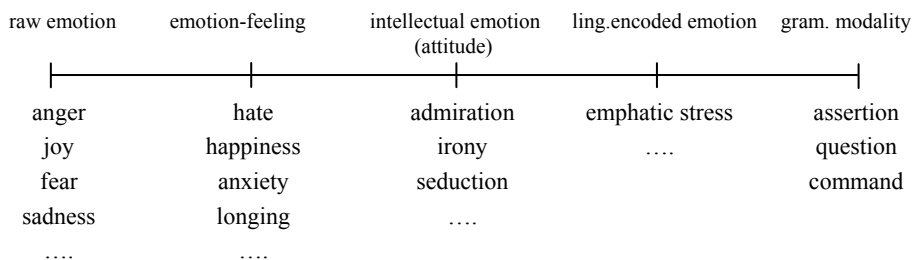 raw emotion emotion-feeling intellectual emotion ling.encoded emotion gram. modality
(attitude)
anger hate admiration emphatic stress assertion
joy happiness irony …. question
fear anxiety seduction command
sadness longing ….
…. ….